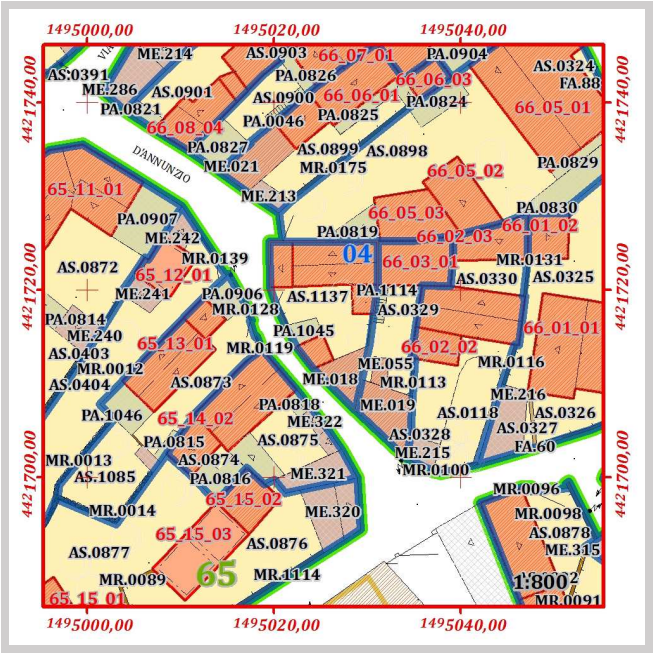 1495000,00 1495020,00 1495040,00
4421740,00
4421720,00
4421700,00
4421740,00
4421720,00
4421700,00
VIA
ME.214
AS.0903
66_07_01
PA.0904
AS.0391
PA.0826
AS.0324
ME.286
AS.0901
66_06_03
FA.88
AS.0900
66_06_01
PA.0824
PA.0821
66_05_01
66_08_04
PA.0046
PA.0825
D'ANNUNZIO
PA.0827
AS.0899
AS.0898
ME.021
MR.0175
PA.0829
65_11_01
66_05_02
ME.213
PA.0907
66_05_03
PA.0830
PA.0819
66_01_02
ME.242
66_02_03
MR.0139
04
66_03_01
MR.0131
AS.0872
65_12_01
AS.0330
AS.0325
ME.241
PA.0906
AS.1137
PA.1114
MR.0128
AS.0329
PA.0814
PA.1045
66_01_01
ME.240
65_13_01
MR.0119
66_02_02
AS.0403
ME.055
MR.0116
MR.0012
ME.018
MR.0113
AS.0404
AS.0873
ME.216
PA.1046
65_14_02
PA.0818
ME.019
AS.0118
AS.0326
ME.322
AS.0327
PA.0815
AS.0875
AS.0328
FA.60
MR.0013
AS.0874
ME.215
AS.1085
PA.0816
ME.321
MR.0100
65_15_02
MR.0096
MR.0014
ME.320
MR.0098
65_15_03
AS.0878
AS.0877
AS.0876
ME.315
MR.0089
65
MR.1114
1:800
65_15_01
MR.0091
1495000,00 1495020,00 1495040,00